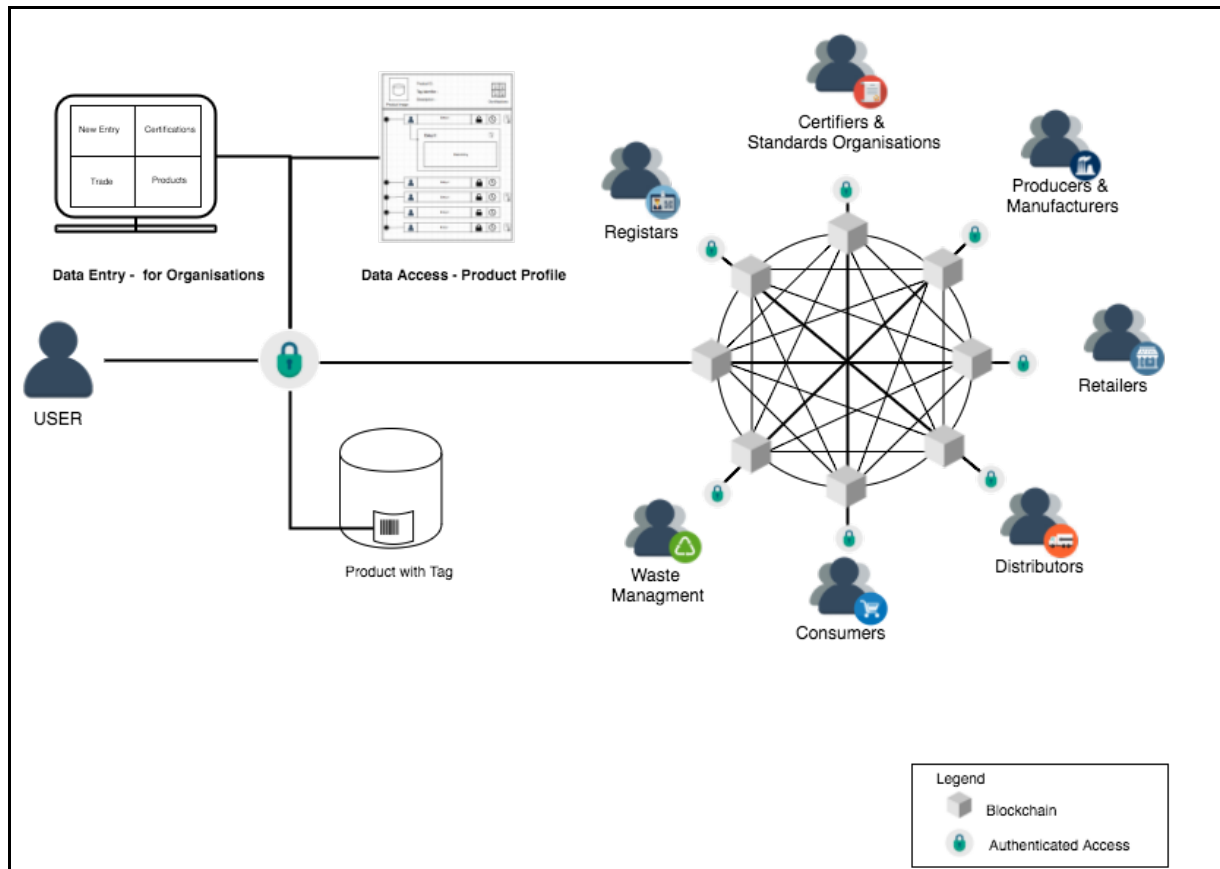 New Entry
Certifications
Trade
Products
Data Entry - for Organisations
Data Access - Product Profile
USER
Product with Tag
Certifiers &
Standards Organisations
Producers &
Manufacturers
Registars
Retailers
Distributors
Consumers
Waste
Managment
Legend
Blockchain
Authenticated Access